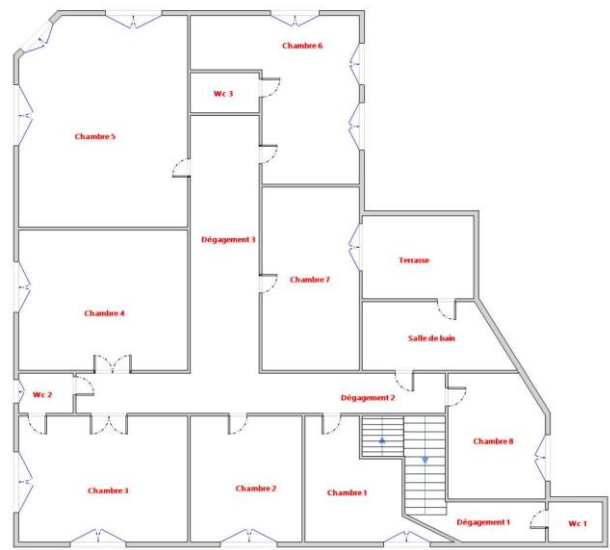 Chambre 6
Wc 3
Chambre 5
Dégagement 3
Terrasse
Chambre 7
Chambre 4
Salle de bain
Wc 2
Dégagement 2
Chambre 8
Chambre 3
Chambre 2
Chambre 1
Dégagement 1
Wc 1